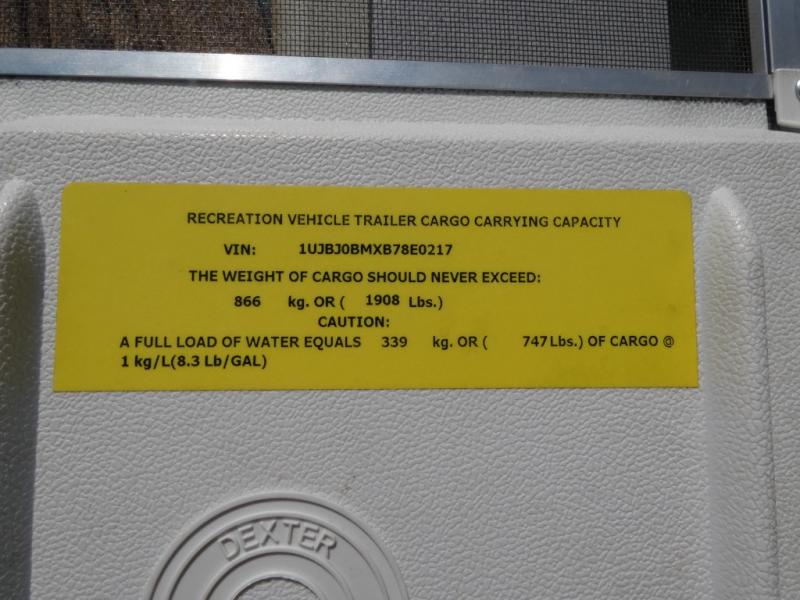 RECREATION VEHICLE TRAILER CARGO CARRYING CAPACITY
VIN: 1UJBJ0BMXB78E0217
THE WEIGHT OF CARGO SHOULD NEVER EXCEED:
866 kg. OR ( 1908 Lbs.)
CAUTION:
A FULL LOAD OF WATER EQUALS 339 kg. OR ( 747 Lbs.) OF CARGO @
1 kg/L(8.3 Lb/GAL)
DEXTER